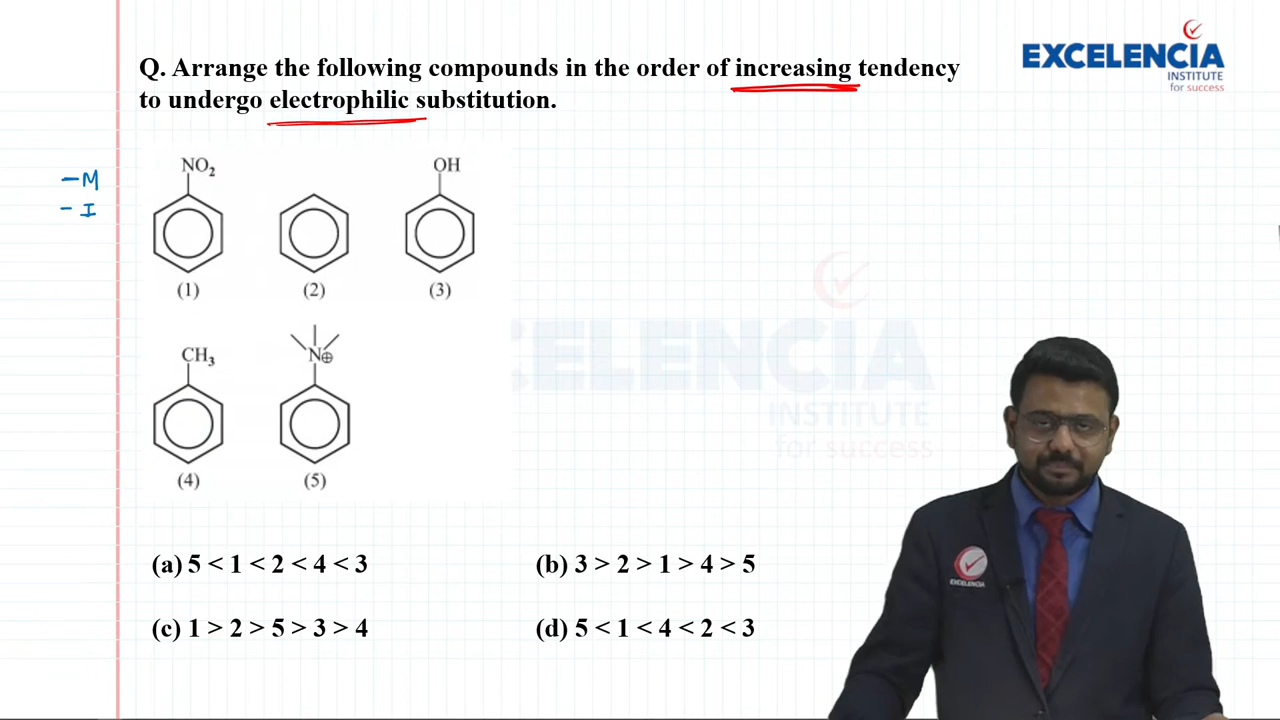 EXCELENCIA
INSTITUTE
for success
Q. Arrange the following compounds in the order of increasing tendency
to undergo electrophilic substitution.
-M
-I
NO₂
OH
(1)
(2)
(3)
CH₃
N⊕
(4)
(5)
CELENCIA
INSTITUTE
for success
(a) 5 < 1 < 2 < 4 < 3
(b) 3 > 2 > 1 > 4 > 5
(c) 1 > 2 > 5 > 3 > 4
(d) 5 < 1 < 4 < 2 < 3
EXCELENCIA